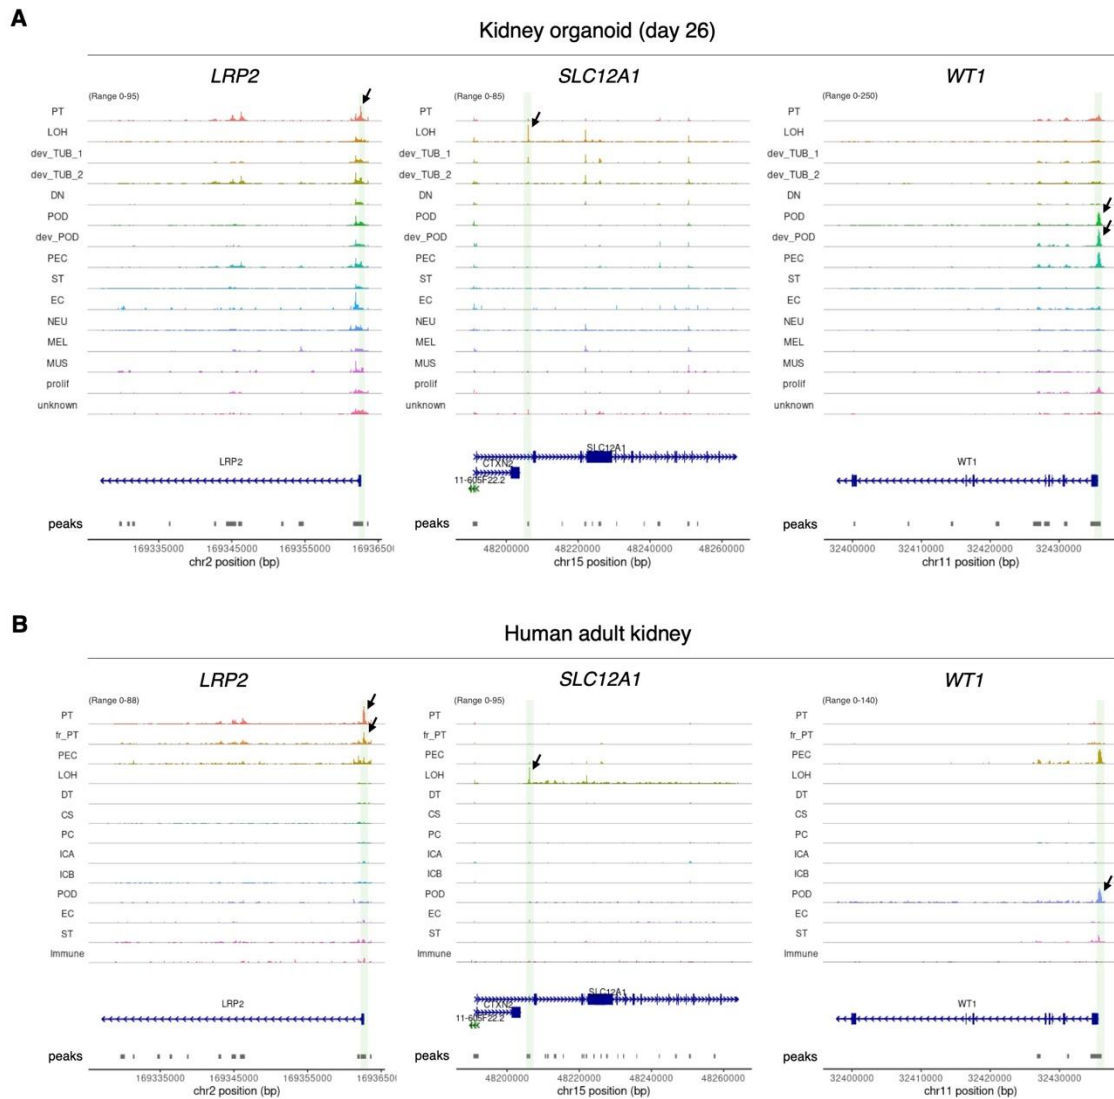 A
Kidney organoid (day 26)
LRP2
SLC12A1
WT1
(Range 0-95)
(Range 0-85)
(Range 0-250)
PT
LOH
dev_TUB_1
dev_TUB_2
DN
POD
dev_POD
PEC
ST
EC
NEU
MEL
MUS
prolif
unknown
PT
LOH
dev_TUB_1
dev_TUB_2
DN
POD
dev_POD
PEC
ST
EC
NEU
MEL
MUS
prolif
unknown
PT
LOH
dev_TUB_1
dev_TUB_2
DN
POD
dev_POD
PEC
ST
EC
NEU
MEL
MUS
prolif
unknown
LRP2
SLC12A1
CTXN2
11-605F22.2
WT1
peaks
peaks
peaks
169335000 169345000 169355000 16936500
chr2 position (bp)
48200000 48220000 48240000 48260000
chr15 position (bp)
32400000 32410000 32420000 32430000
chr11 position (bp)
B
Human adult kidney
LRP2
SLC12A1
WT1
(Range 0-88)
(Range 0-95)
(Range 0-140)
PT
fr_PT
PEC
LOH
DT
CS
PC
ICA
ICB
POD
EC
ST
Immune
PT
fr_PT
PEC
LOH
DT
CS
PC
ICA
ICB
POD
EC
ST
Immune
PT
fr_PT
PEC
LOH
DT
CS
PC
ICA
ICB
POD
EC
ST
Immune
LRP2
SLC12A1
CTXN2
11-605F22.2
WT1
peaks
peaks
peaks
169335000 169345000 169355000 16936500
chr2 position (bp)
48200000 48220000 48240000 48260000
chr15 position (bp)
32400000 32410000 32420000 32430000
chr11 position (bp)